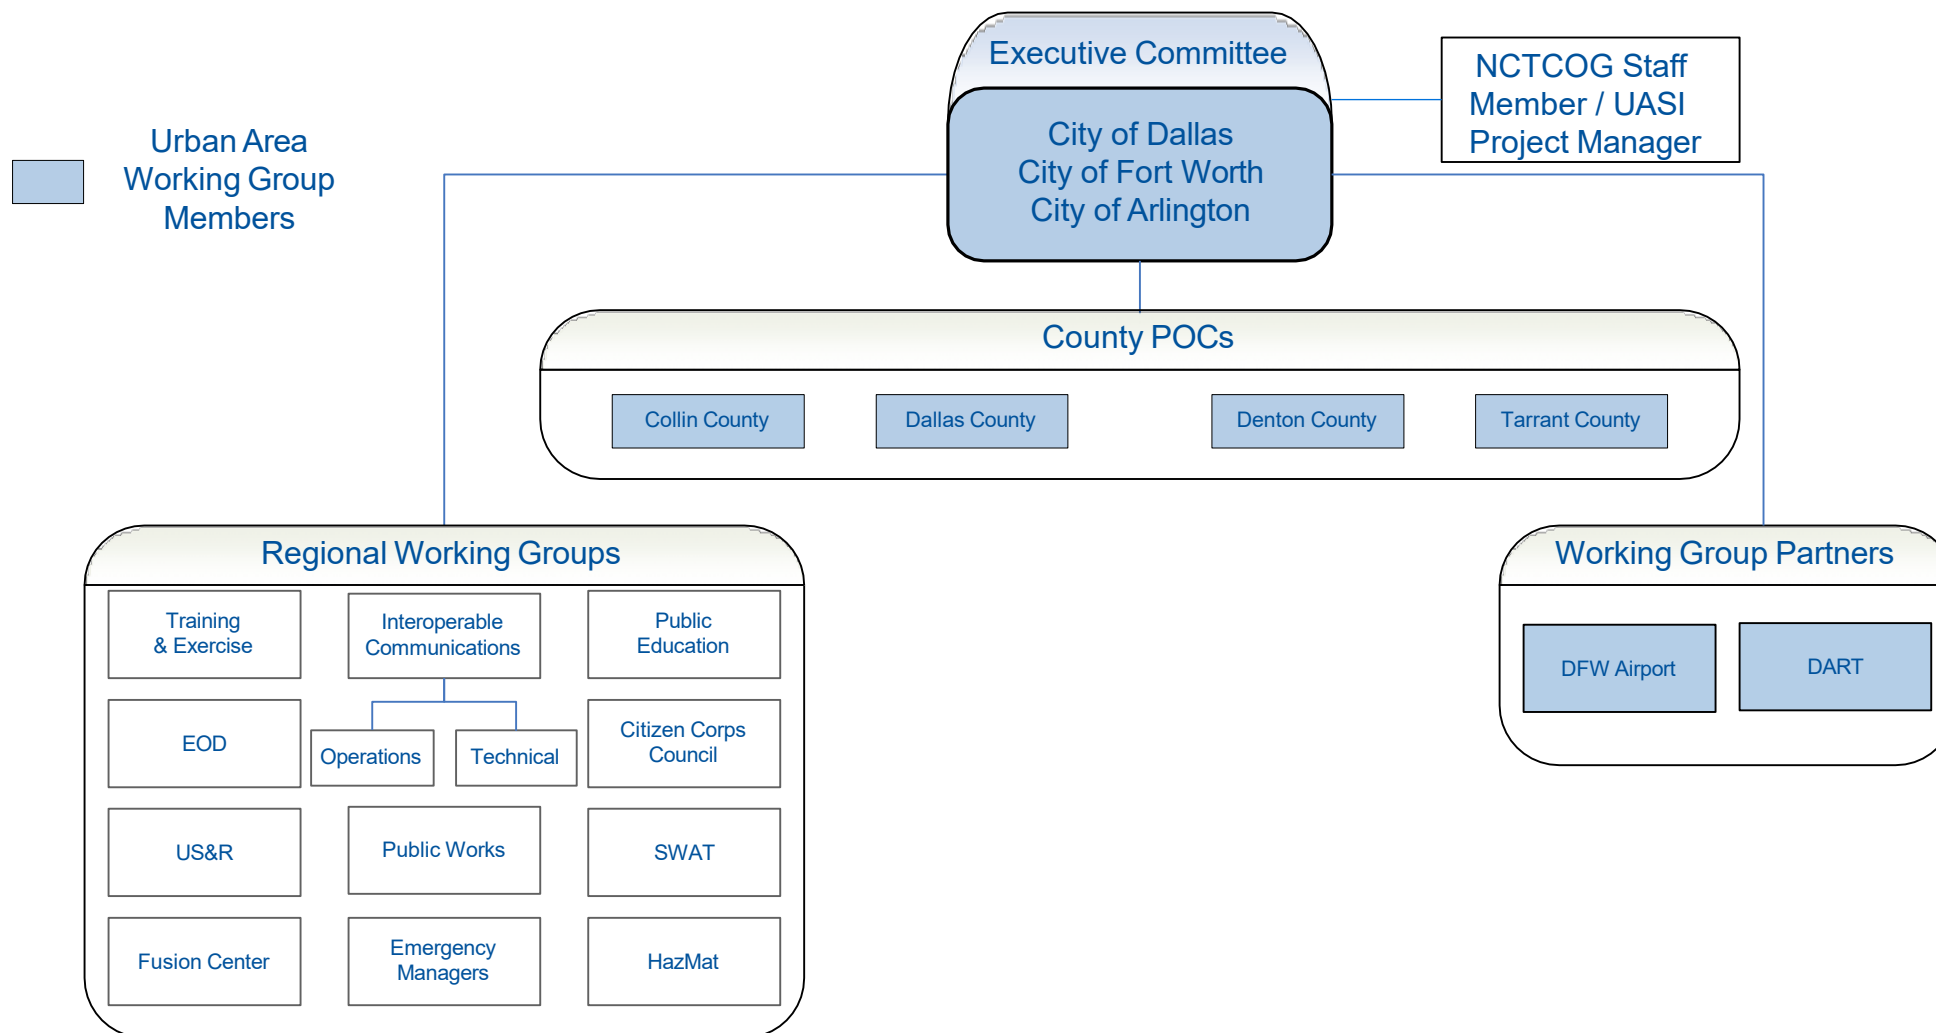 Executive Committee
City of Dallas
City of Fort Worth
City of Arlington
NCTCOG Staff
Member / UASI
Project Manager
Urban Area
Working Group
Members
County POCs
Collin County
Dallas County
Denton County
Tarrant County
Regional Working Groups
Training
& Exercise
Interoperable
Communications
Public
Education
EOD
Operations
Technical
Citizen Corps
Council
US&R
Public Works
SWAT
Fusion Center
Emergency
Managers
HazMat
Working Group Partners
DFW Airport
DART